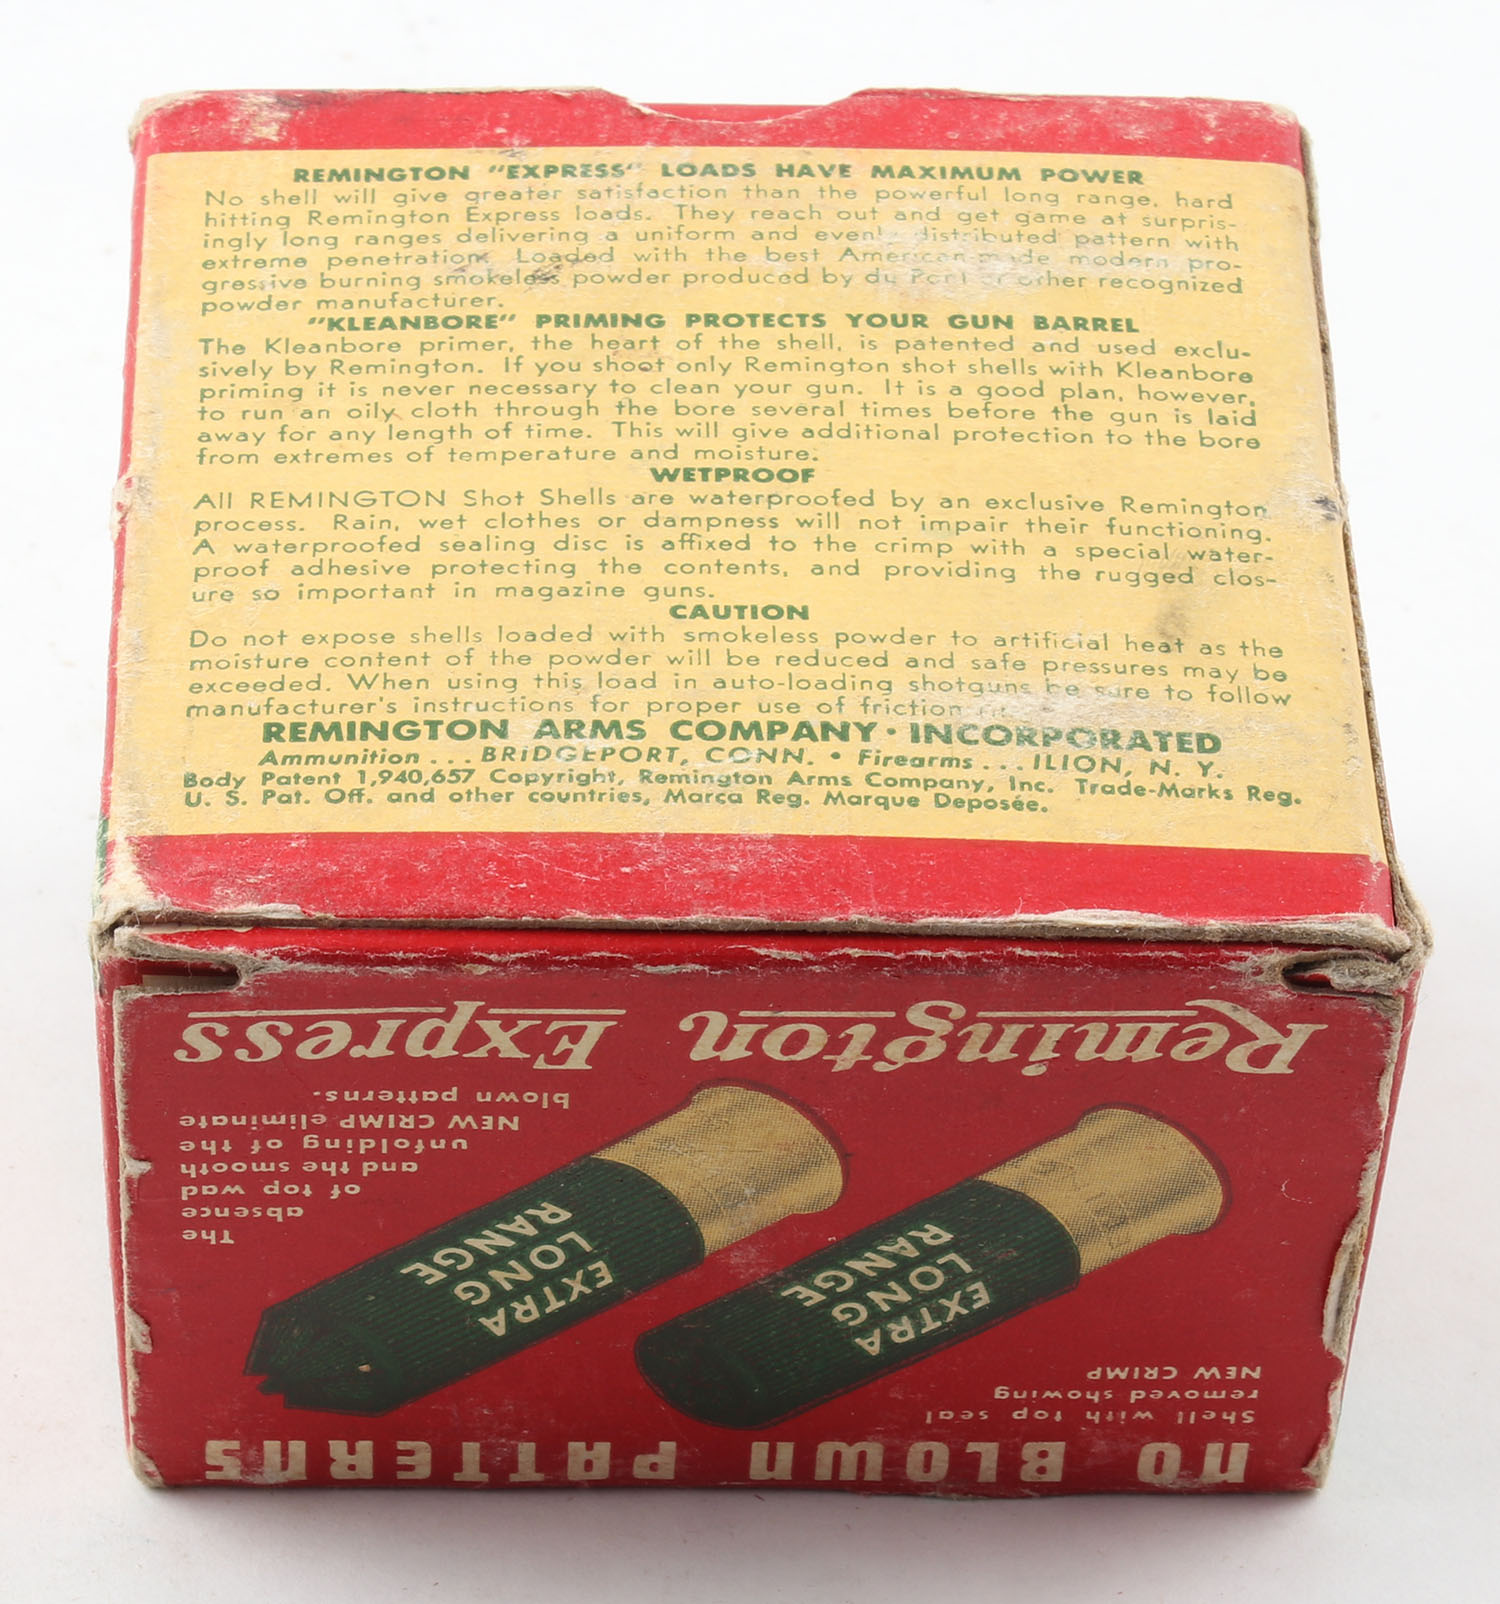 REMINGTON "EXPRESS" LOADS HAVE MAXIMUM POWER
No shell will give greater satisfaction than the powerful long range, hard
hitting Remington Express loads. They reach out and get game at surpris-
ingly long ranges delivering a uniform and evenly distributed pattern with
extreme penetration. Loaded with the best American-made modern pro-
gressive burning smokeless powder produced by du Pont or other recognized
powder manufacturer.
"KLEANBORE" PRIMING PROTECTS YOUR GUN BARREL
The Kleanbore primer, the heart of the shell, is patented and used exclu-
sively by Remington. If you shoot only Remington shot shells with Kleanbore
priming it is never necessary to clean your gun. It is a good plan, however,
to run an oily cloth through the bore several times before the gun is laid
away for any length of time. This will give additional protection to the bore
from extremes of temperature and moisture.
WETPROOF
All REMINGTON Shot Shells are waterproofed by an exclusive Remington
process. Rain, wet clothes or dampness will not impair their functioning.
A waterproofed sealing disc is affixed to the crimp with a special water-
proof adhesive protecting the contents, and providing the rugged clos-
ure so important in magazine guns.
CAUTION
Do not expose shells loaded with smokeless powder to artificial heat as the
moisture content of the powder will be reduced and safe pressures may be
exceeded. When using this load in auto-loading shotguns be sure to follow
manufacturer's instructions for proper use of friction
REMINGTON ARMS COMPANY · INCORPORATED
Ammunition ... BRIDGEPORT, CONN. • Firearms ... ILION, N. Y.
Body Patent 1,940,657 Copyright, Remington Arms Company, Inc. Trade-Marks Reg.
U. S. Pat. Off. and other countries, Marca Reg. Marque Deposée.
NO BLOWN PATTERNS
Shell with top seal
removed showing
NEW CRIMP
EXTRA
LONG
RANGE
EXTRA
LONG
RANGE
The
absence
of top wad
and the smooth
unfolding of the
NEW CRIMP eliminate
blown patterns.
Remington Express